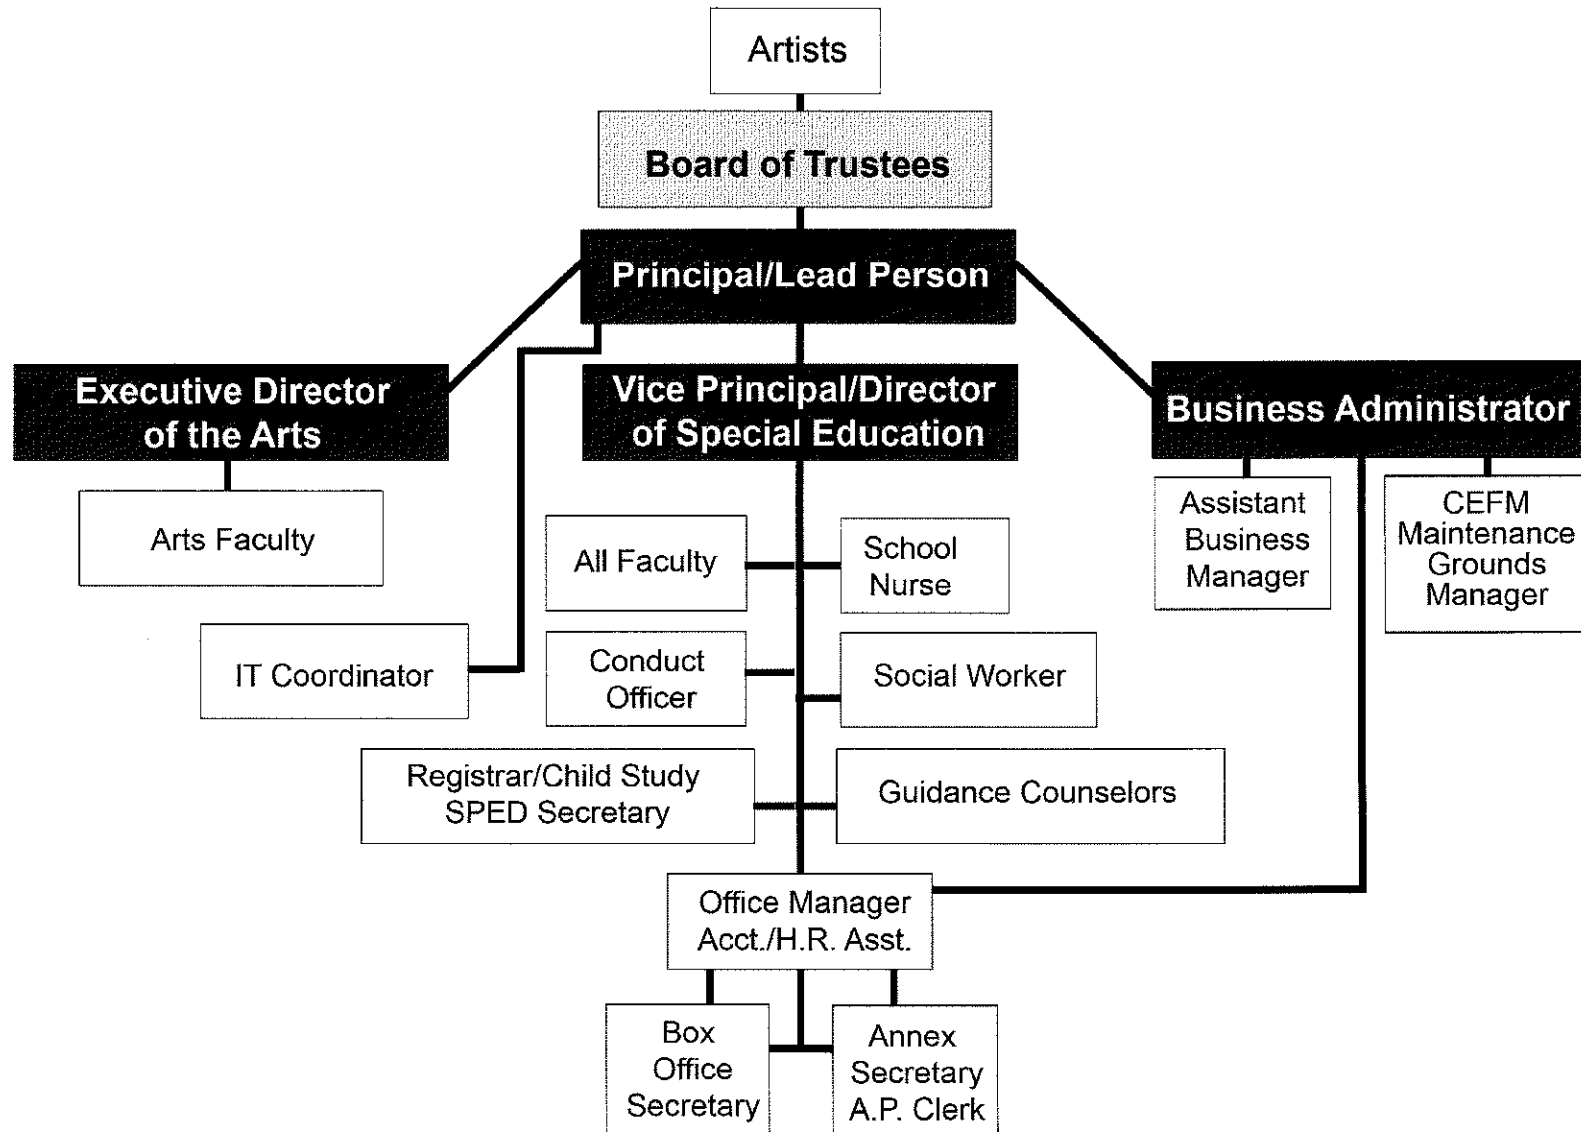 Artists
Board of Trustees
Principal/Lead Person
Executive Director
of the Arts
Vice Principal/Director
of Special Education
Business Administrator
Arts Faculty
All Faculty
School
Nurse
Assistant
Business
Manager
CEFM
Maintenance
Grounds
Manager
IT Coordinator
Conduct
Officer
Social Worker
Registrar/Child Study
SPED Secretary
Guidance Counselors
Office Manager
Acct./H.R. Asst.
Box
Office
Secretary
Annex
Secretary
A.P. Clerk